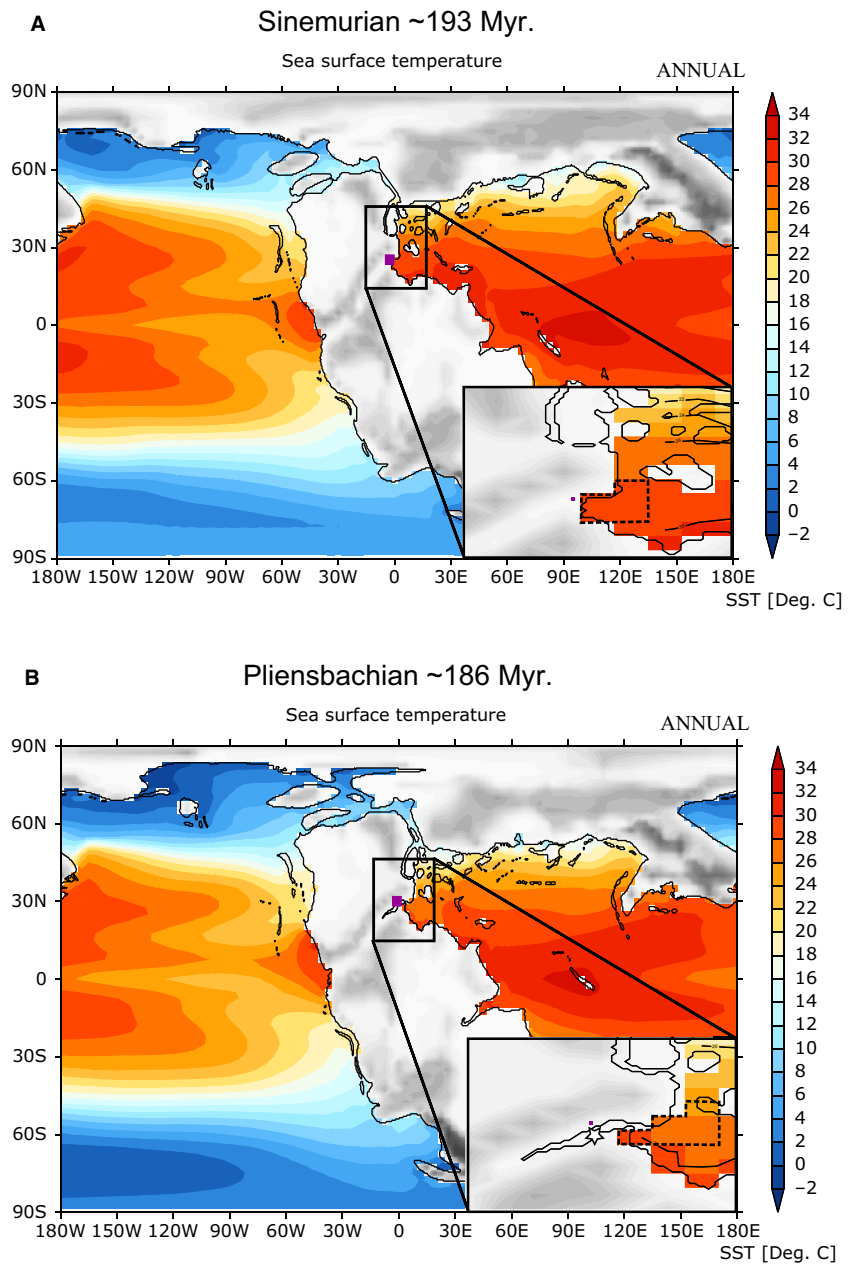 A
Sinemurian ~193 Myr.
Sea surface temperature
ANNUAL
90N
60N
30N
0
30S
60S
90S
180W 150W 120W 90W 60W 30W 0 30E 60E 90E 120E 150E 180E
34
32
30
28
26
24
22
20
18
16
14
12
10
8
6
4
2
0
−2
SST [Deg. C]
B
Pliensbachian ~186 Myr.
Sea surface temperature
ANNUAL
90N
60N
30N
0
30S
60S
90S
180W 150W 120W 90W 60W 30W 0 30E 60E 90E 120E 150E 180E
34
32
30
28
26
24
22
20
18
16
14
12
10
8
6
4
2
0
−2
SST [Deg. C]